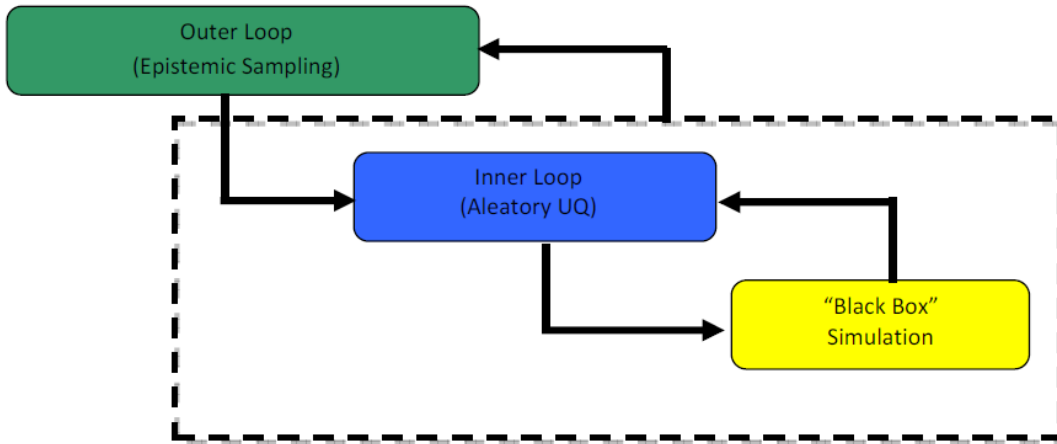 Outer Loop
(Epistemic Sampling)
Inner Loop
(Aleatory UQ)
“Black Box”
Simulation